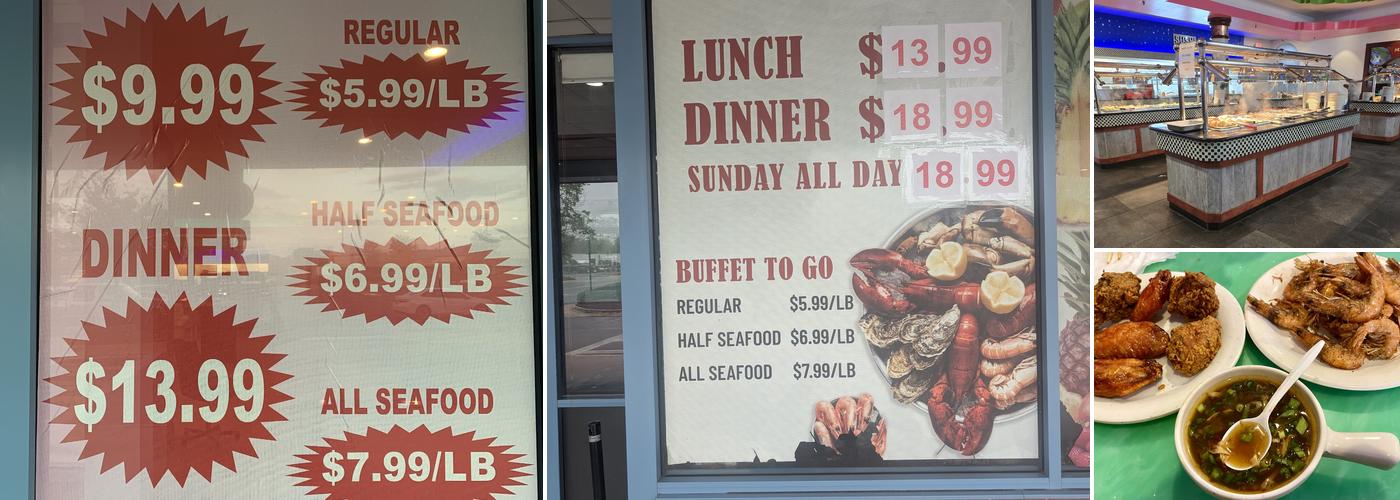 $9.99
REGULAR
$5.99/LB
HALF SEAFOOD
$6.99/LB
DINNER
$13.99
ALL SEAFOOD
$7.99/LB
LUNCH $13.99
DINNER $18.99
SUNDAY ALL DAY 18.99
BUFFET TO GO
REGULAR $5.99/LB
HALF SEAFOOD $6.99/LB
ALL SEAFOOD $7.99/LB